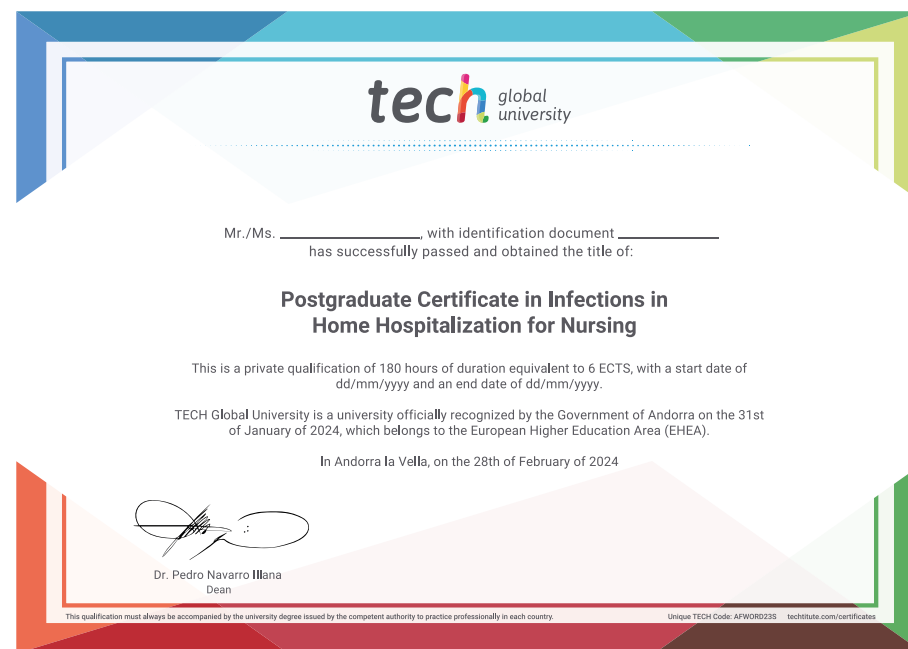 tech global university
Mr./Ms. ____________________, with identification document ______________
has successfully passed and obtained the title of:
Postgraduate Certificate in Infections in
Home Hospitalization for Nursing
This is a private qualification of 180 hours of duration equivalent to 6 ECTS, with a start date of
dd/mm/yyyy and an end date of dd/mm/yyyy.
TECH Global University is a university officially recognized by the Government of Andorra on the 31st
of January of 2024, which belongs to the European Higher Education Area (EHEA).
In Andorra la Vella, on the 28th of February of 2024
Dr. Pedro Navarro Illana
Dean
This qualification must always be accompanied by the university degree issued by the competent authority to practice professionally in each country.
Unique TECH Code: AFWORD23S techtitute.com/certificates